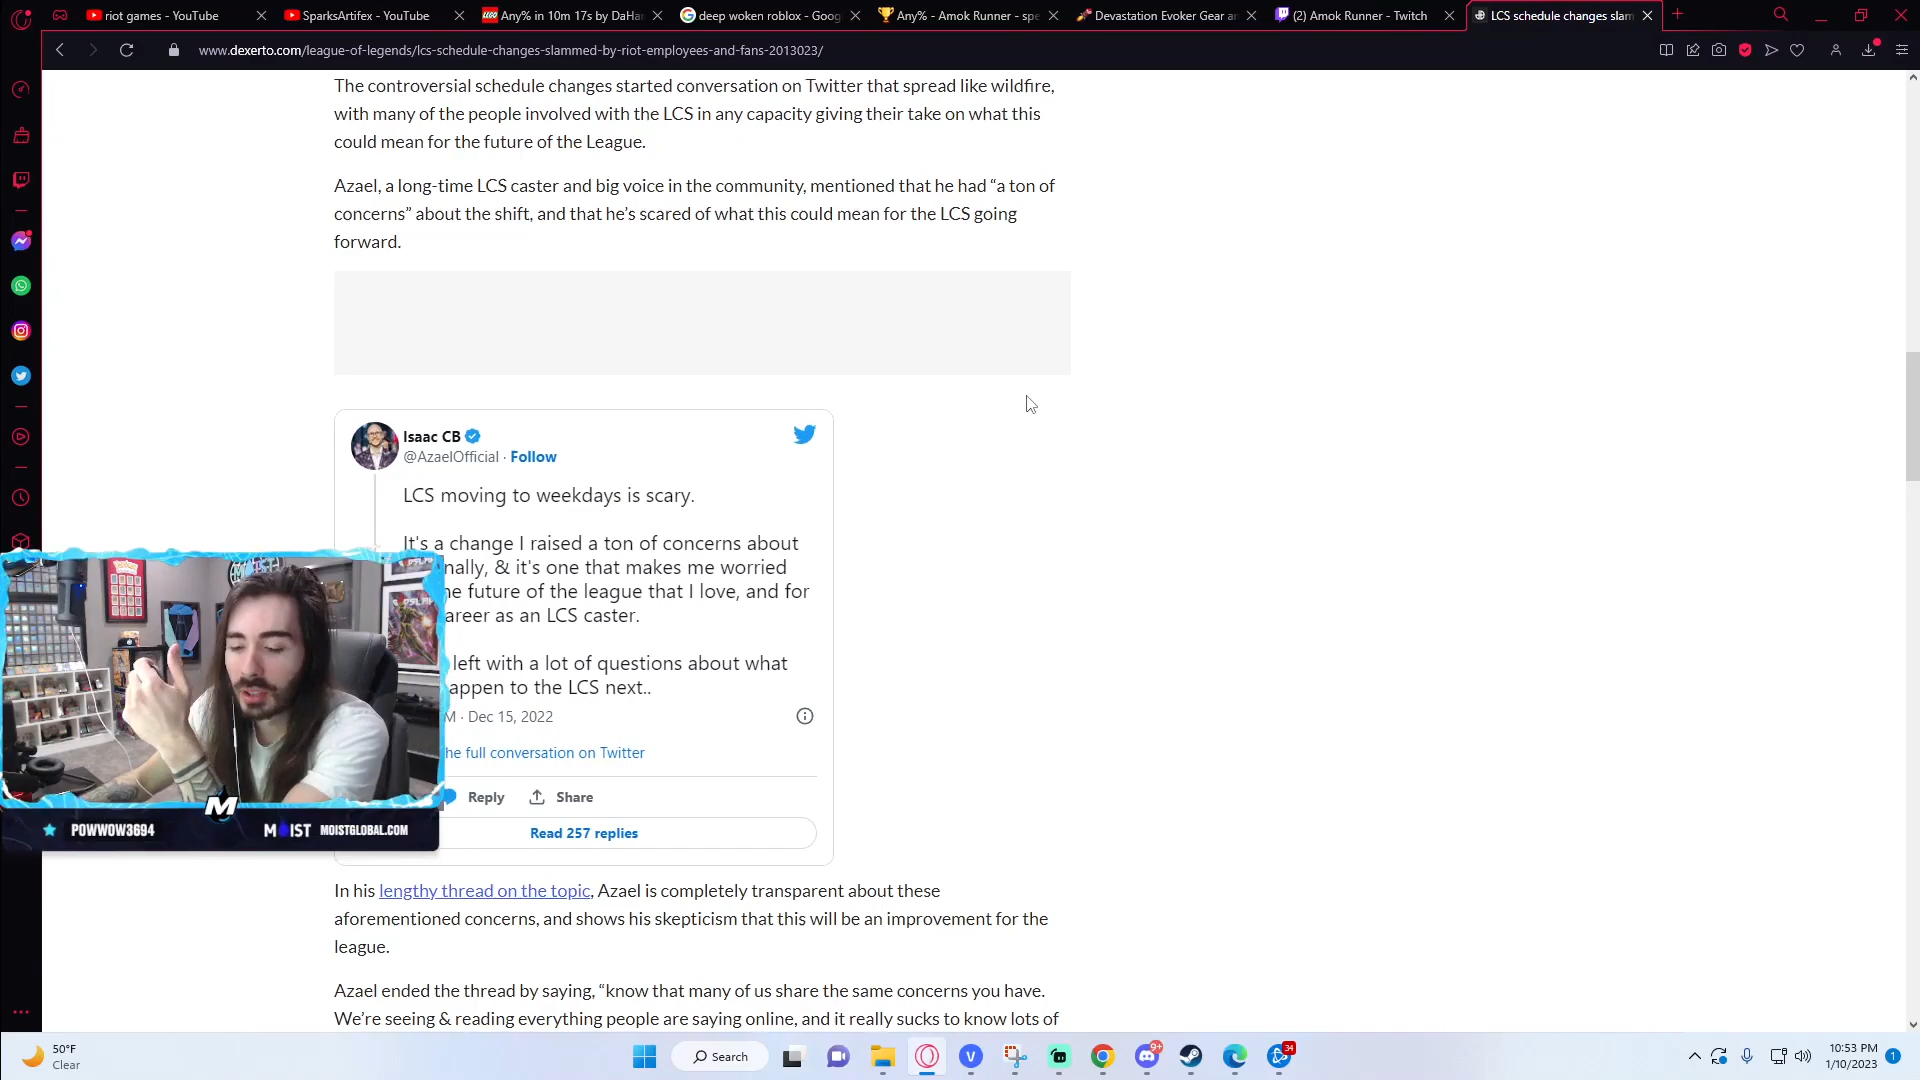 riot games - YouTube
SparksArtifex - YouTube
Any% in 10m 17s by DaHa
deep woken roblox - Goog
Any% - Amok Runner - spe
Devastation Evoker Gear an
(2) Amok Runner - Twitch
LCS schedule changes slam
www.dexerto.com/league-of-legends/lcs-schedule-changes-slammed-by-riot-employees-and-fans-2013023/
The controversial schedule changes started conversation on Twitter that spread like wildfire,
with many of the people involved with the LCS in any capacity giving their take on what this
could mean for the future of the League.
Azael, a long-time LCS caster and big voice in the community, mentioned that he had “a ton of
concerns” about the shift, and that he’s scared of what this could mean for the LCS going
forward.
Isaac CB
@AzaelOfficial · Follow
LCS moving to weekdays is scary.
It's a change I raised a ton of concerns about
nally, & it's one that makes me worried
he future of the league that I love, and for
areer as an LCS caster.
left with a lot of questions about what
appen to the LCS next..
M · Dec 15, 2022
he full conversation on Twitter
Reply Share
Read 257 replies
POWWOW3694
M
MOIST
MOISTGLOBAL.COM
In his lengthy thread on the topic, Azael is completely transparent about these
aforementioned concerns, and shows his skepticism that this will be an improvement for the
league.
Azael ended the thread by saying, “know that many of us share the same concerns you have.
We’re seeing & reading everything people are saying online, and it really sucks to know lots of
50°F
Clear
Search
9+
34
10:53 PM
1/10/2023
1